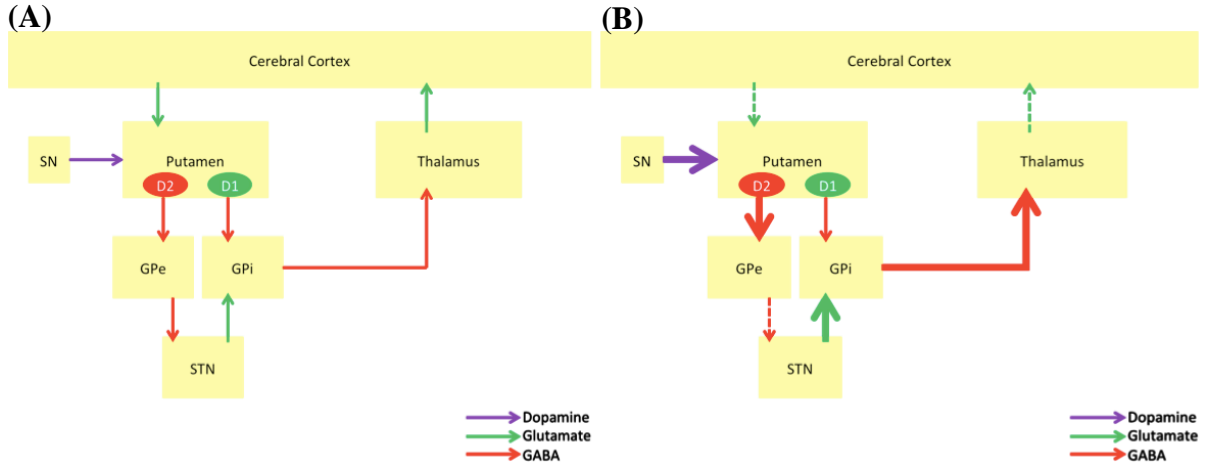 (A)
Cerebral Cortex
SN
Putamen
Thalamus
D2
D1
GPe
GPi
STN
Dopamine
Glutamate
GABA
(B)
Cerebral Cortex
SN
Putamen
Thalamus
D2
D1
GPe
GPi
STN
Dopamine
Glutamate
GABA